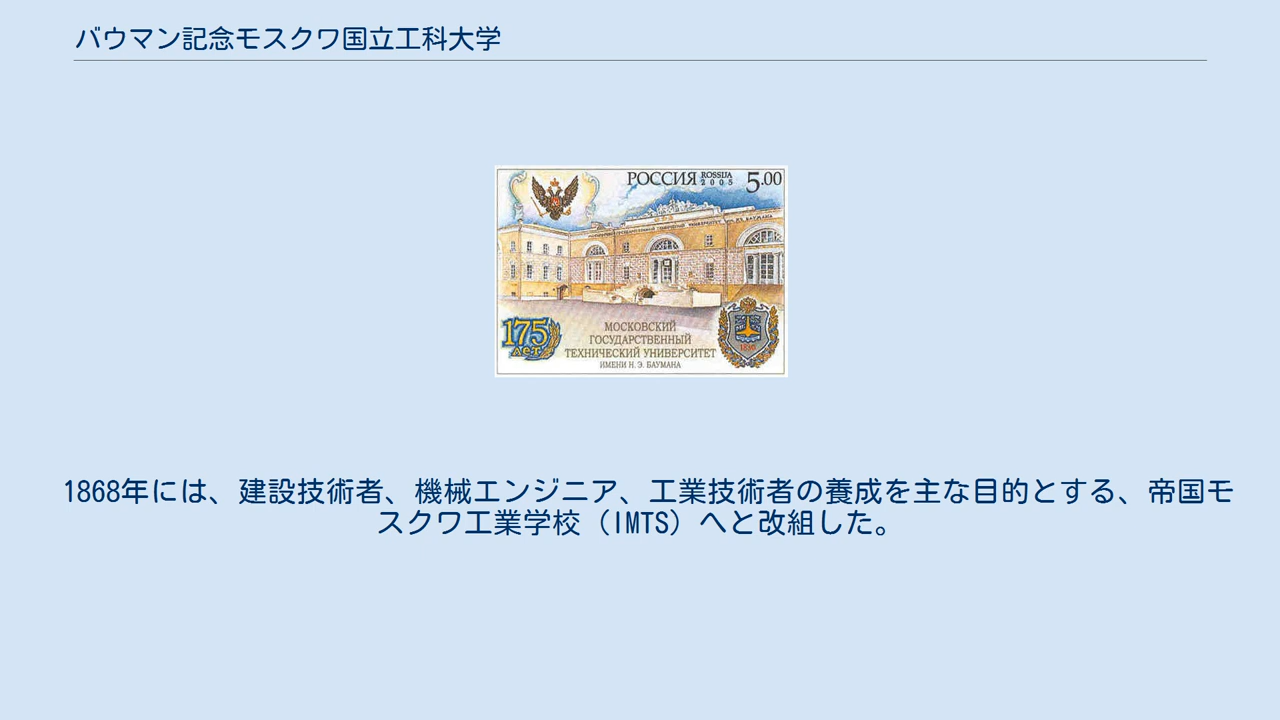 バウマン記念モスクワ国立工科大学
РОССИЯ ROSSIJA 2005 5.00
175 лет
МОСКОВСКИЙ
ГОСУДАРСТВЕННЫЙ
ТЕХНИЧЕСКИЙ УНИВЕРСИТЕТ
ИМЕНИ Н. Э. БАУМАНА
1830
1868年には、建設技術者、機械エンジニア、工業技術者の養成を主な目的とする、帝国モ
スクワ工業学校（IMTS）へと改組した。